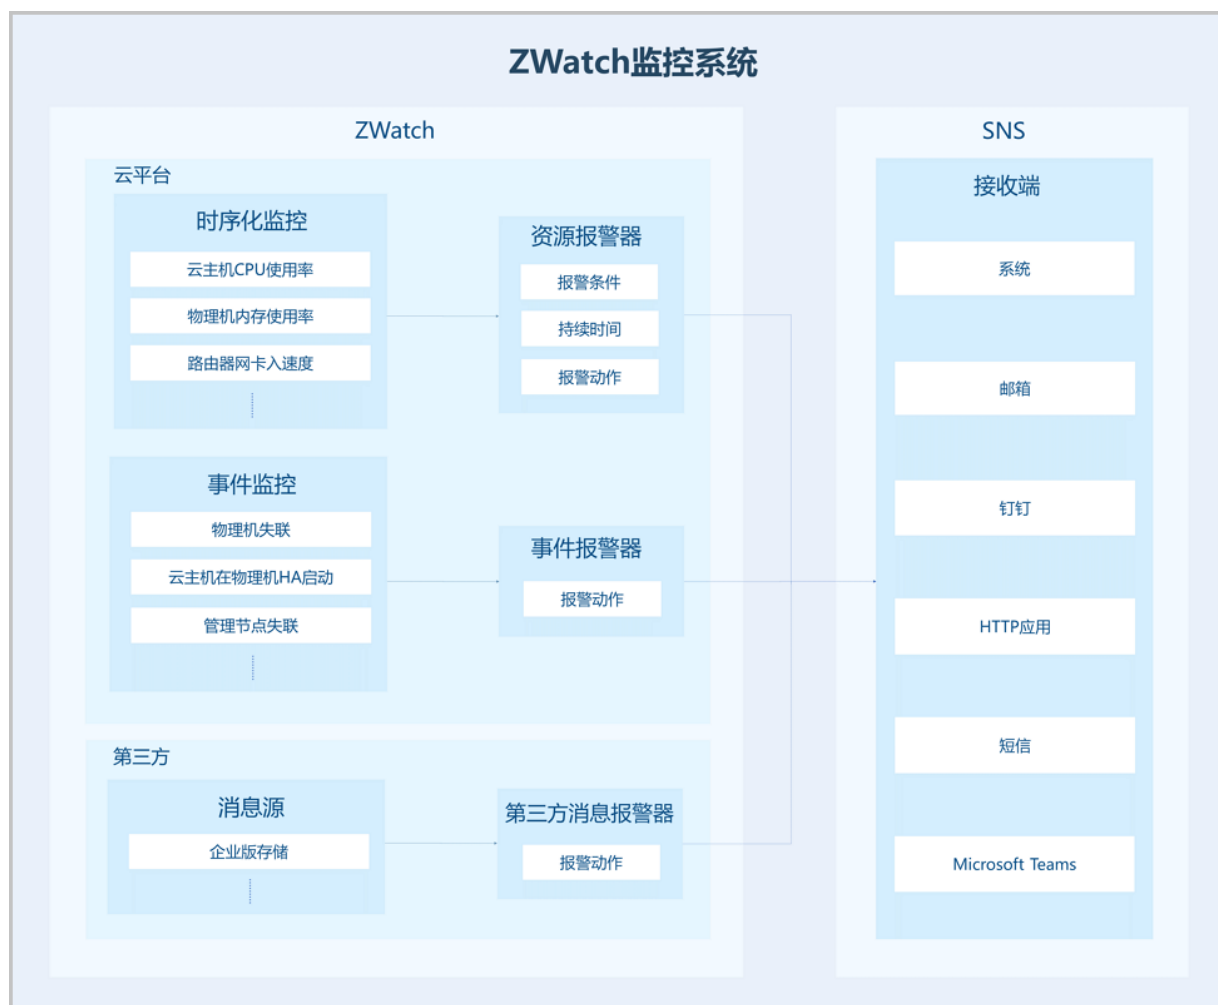 ZWatch监控系统
ZWatch
云平台
时序化监控
云主机CPU使用率
物理机内存使用率
路由器网卡入速度
资源报警器
报警条件
持续时间
报警动作
事件监控
物理机失联
云主机在物理机HA启动
管理节点失联
事件报警器
报警动作
第三方
消息源
企业版存储
第三方消息报警器
报警动作
SNS
接收端
系统
邮箱
钉钉
HTTP应用
短信
Microsoft Teams